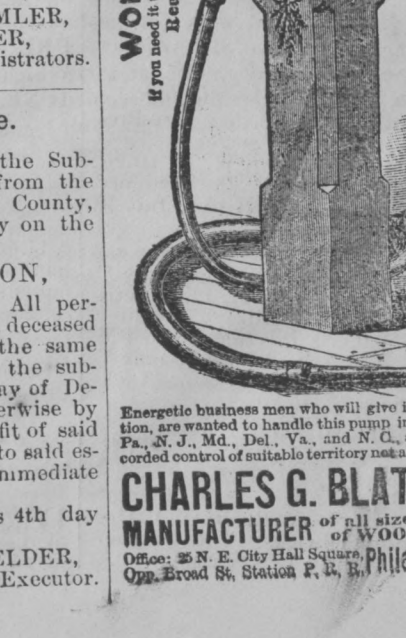 MLER,
ER,
istrators.
e.
the Sub-
from the
County,
y on the
ON,
All per-
deceased
the same
the sub-
ay of De-
erwise by
fit of said
to said es-
mmediate
s 4th day
ELDER,
Executor.
WO
If you need it
Energetic business men who will give
tion, are wanted to handle this pump
Pa., N. J., Md., Del., Va., and N. C.,
corded control of suitable territory not a
CHARLES G. BLAT
MANUFACTURER of all size
of WOO
Office: 25 N. E. City Hall Square, Phil
Opp. Broad St, Station P. R. R.